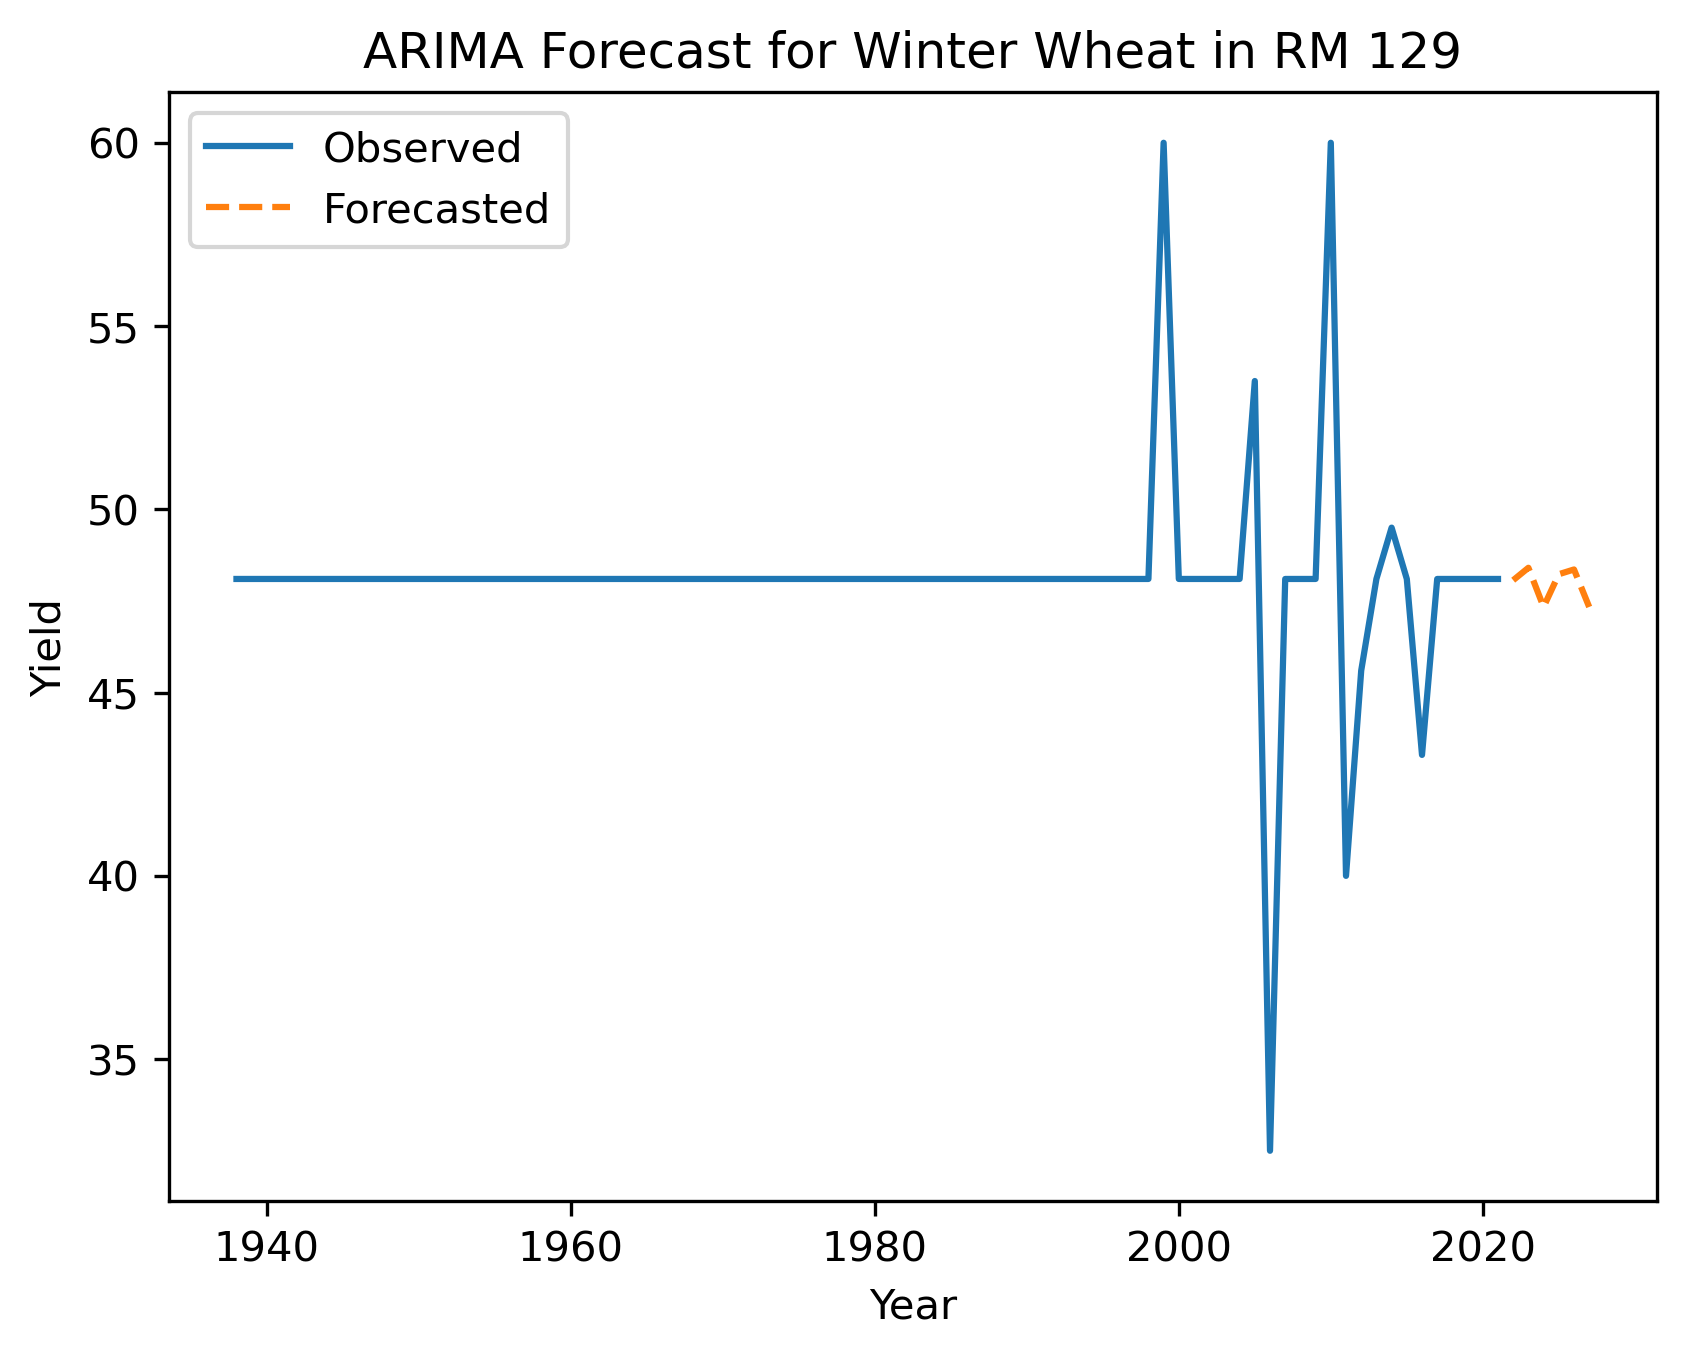 ARIMA Forecast for Winter Wheat in RM 129
Observed
Forecasted
60
55
50
45
40
35
Yield
1940 1960 1980 2000 2020
Year